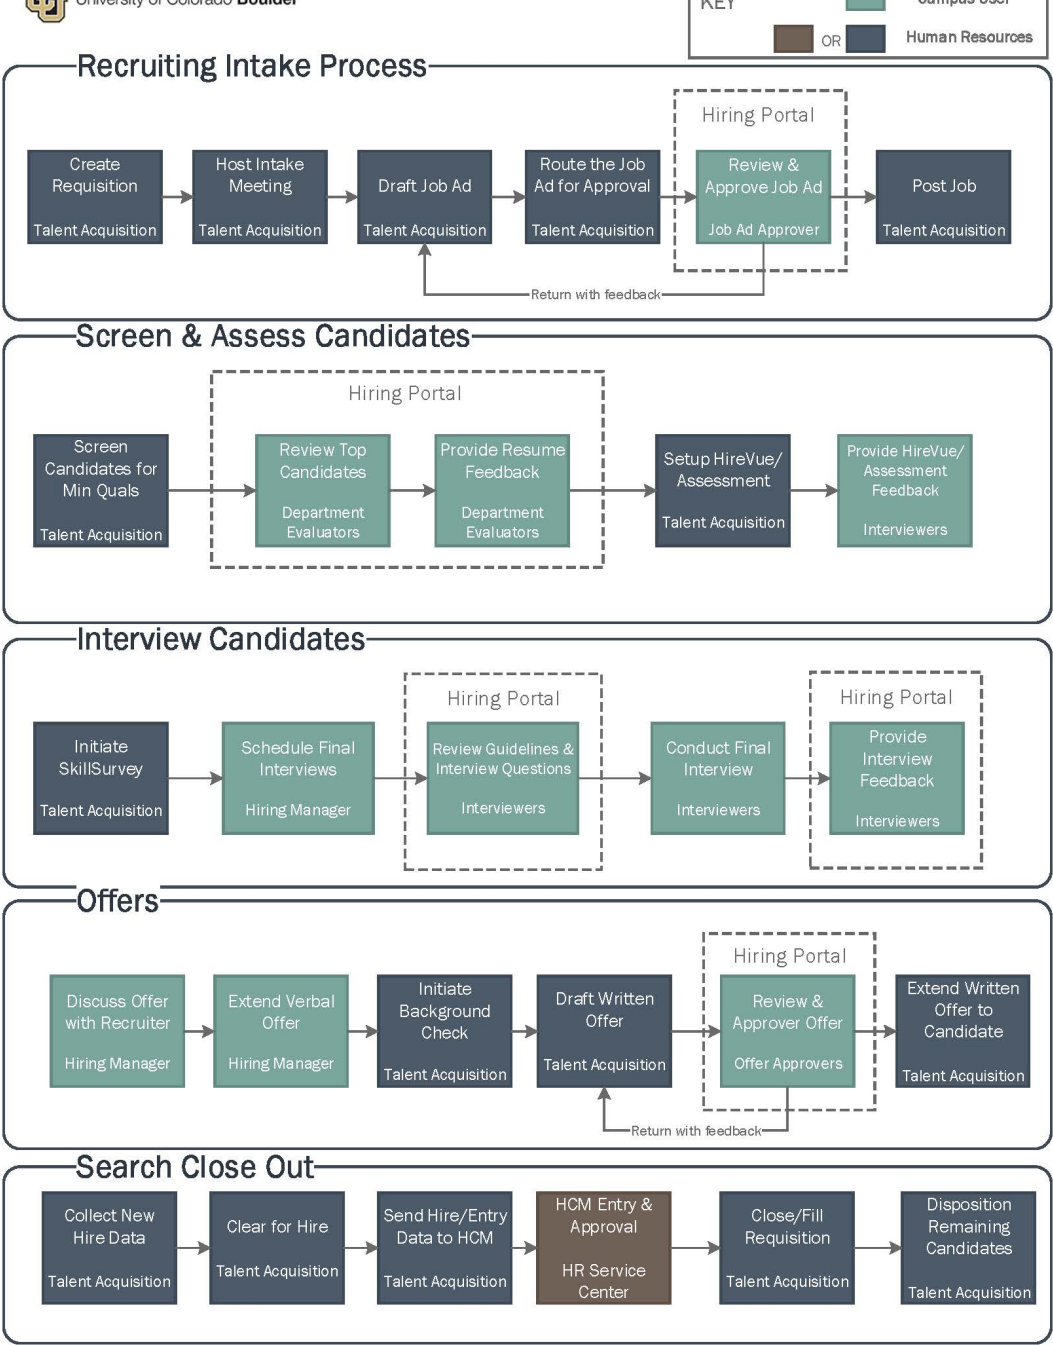 University of Colorado Boulder
KEY
Campus User
OR
Human Resources
Recruiting Intake Process
Hiring Portal
Create
Requisition
Talent Acquisition
Host Intake
Meeting
Talent Acquisition
Draft Job Ad
Talent Acquisition
Route the Job
Ad for Approval
Talent Acquisition
Review &
Approve Job Ad
Job Ad Approver
Post Job
Talent Acquisition
Return with feedback
Screen & Assess Candidates
Hiring Portal
Screen
Candidates for
Min Quals
Talent Acquisition
Review Top
Candidates
Department
Evaluators
Provide Resume
Feedback
Department
Evaluators
Setup HireVue/
Assessment
Talent Acquisition
Provide HireVue/
Assessment
Feedback
Interviewers
Interview Candidates
Hiring Portal
Hiring Portal
Initiate
SkillSurvey
Talent Acquisition
Schedule Final
Interviews
Hiring Manager
Review Guidelines &
Interview Questions
Interviewers
Conduct Final
Interview
Interviewers
Provide
Interview
Feedback
Interviewers
Offers
Hiring Portal
Discuss Offer
with Recruiter
Hiring Manager
Extend Verbal
Offer
Hiring Manager
Initiate
Background
Check
Talent Acquisition
Draft Written
Offer
Talent Acquisition
Review &
Approver Offer
Offer Approvers
Extend Written
Offer to
Candidate
Talent Acquisition
Return with feedback
Search Close Out
Collect New
Hire Data
Talent Acquisition
Clear for Hire
Talent Acquisition
Send Hire/Entry
Data to HCM
Talent Acquisition
HCM Entry &
Approval
HR Service
Center
Close/Fill
Requisition
Talent Acquisition
Disposition
Remaining
Candidates
Talent Acquisition